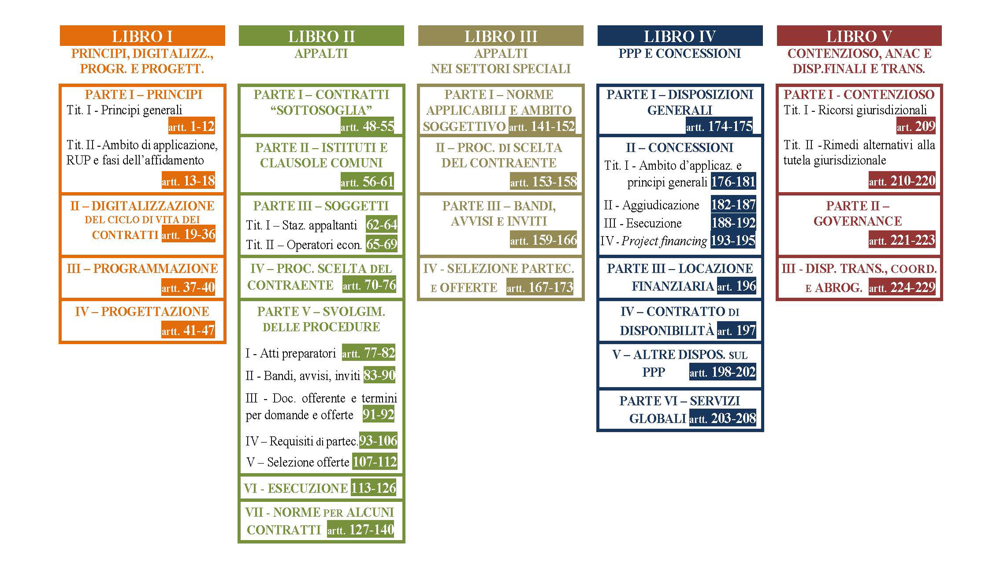 LIBRO I
PRINCIPI, DIGITALIZZ.,
PROGR. E PROGETT.
PARTE I – PRINCIPI
Tit. I - Principi generali
artt. 1-12
Tit. II -Ambito di applicazione,
RUP e fasi dell’affidamento
artt. 13-18
II – DIGITALIZZAZIONE
DEL CICLO DI VITA DEI
CONTRATTI artt. 19-36
III – PROGRAMMAZIONE
artt. 37-40
IV – PROGETTAZIONE
artt. 41-47
LIBRO II
APPALTI
PARTE I – CONTRATTI
“SOTTOSOGLIA”
artt. 48-55
PARTE II – ISTITUTI E
CLAUSOLE COMUNI
artt. 56-61
PARTE III – SOGGETTI
Tit. I – Staz. appaltanti 62-64
Tit. II – Operatori econ. 65-69
IV – PROC. SCELTA DEL
CONTRAENTE artt. 70-76
PARTE V – SVOLGIM.
DELLE PROCEDURE
I - Atti preparatori artt. 77-82
II - Bandi, avvisi, inviti 83-90
III - Doc. offerente e termini
per domande e offerte 91-92
IV – Requisiti di partec. 93-106
V – Selezione offerte 107-112
VI - ESECUZIONE 113-126
VII - NORME PER ALCUNI
CONTRATTI artt. 127-140
LIBRO III
APPALTI
NEI SETTORI SPECIALI
PARTE I – NORME
APPLICABILI E AMBITO
SOGGETTIVO artt. 141-152
II – PROC. DI SCELTA
DEL CONTRAENTE
artt. 153-158
PARTE III – BANDI,
AVVISI E INVITI
artt. 159-166
IV - SELEZIONE PARTEC.
E OFFERTE artt. 167-173
LIBRO IV
PPP E CONCESSIONI
PARTE I – DISPOSIZIONI
GENERALI
artt. 174-175
II – CONCESSIONI
Tit. I - Ambito d’applicaz. e
principi generali 176-181
II - Aggiudicazione 182-187
III - Esecuzione 188-192
IV - Project financing 193-195
PARTE III – LOCAZIONE
FINANZIARIA art. 196
IV – CONTRATTO DI
DISPONIBILITÀ art. 197
V – ALTRE DISPOS. SUL
PPP artt. 198-202
PARTE VI – SERVIZI
GLOBALI artt. 203-208
LIBRO V
CONTENZIOSO, ANAC E
DISP.FINALI E TRANS.
PARTE I - CONTENZIOSO
Tit. I - Ricorsi giurisdizionali
art. 209
Tit. II -Rimedi alternativi alla
tutela giurisdizionale
artt. 210-220
PARTE II –
GOVERNANCE
artt. 221-223
III - DISP. TRANS., COORD.
E ABROG. artt. 224-229